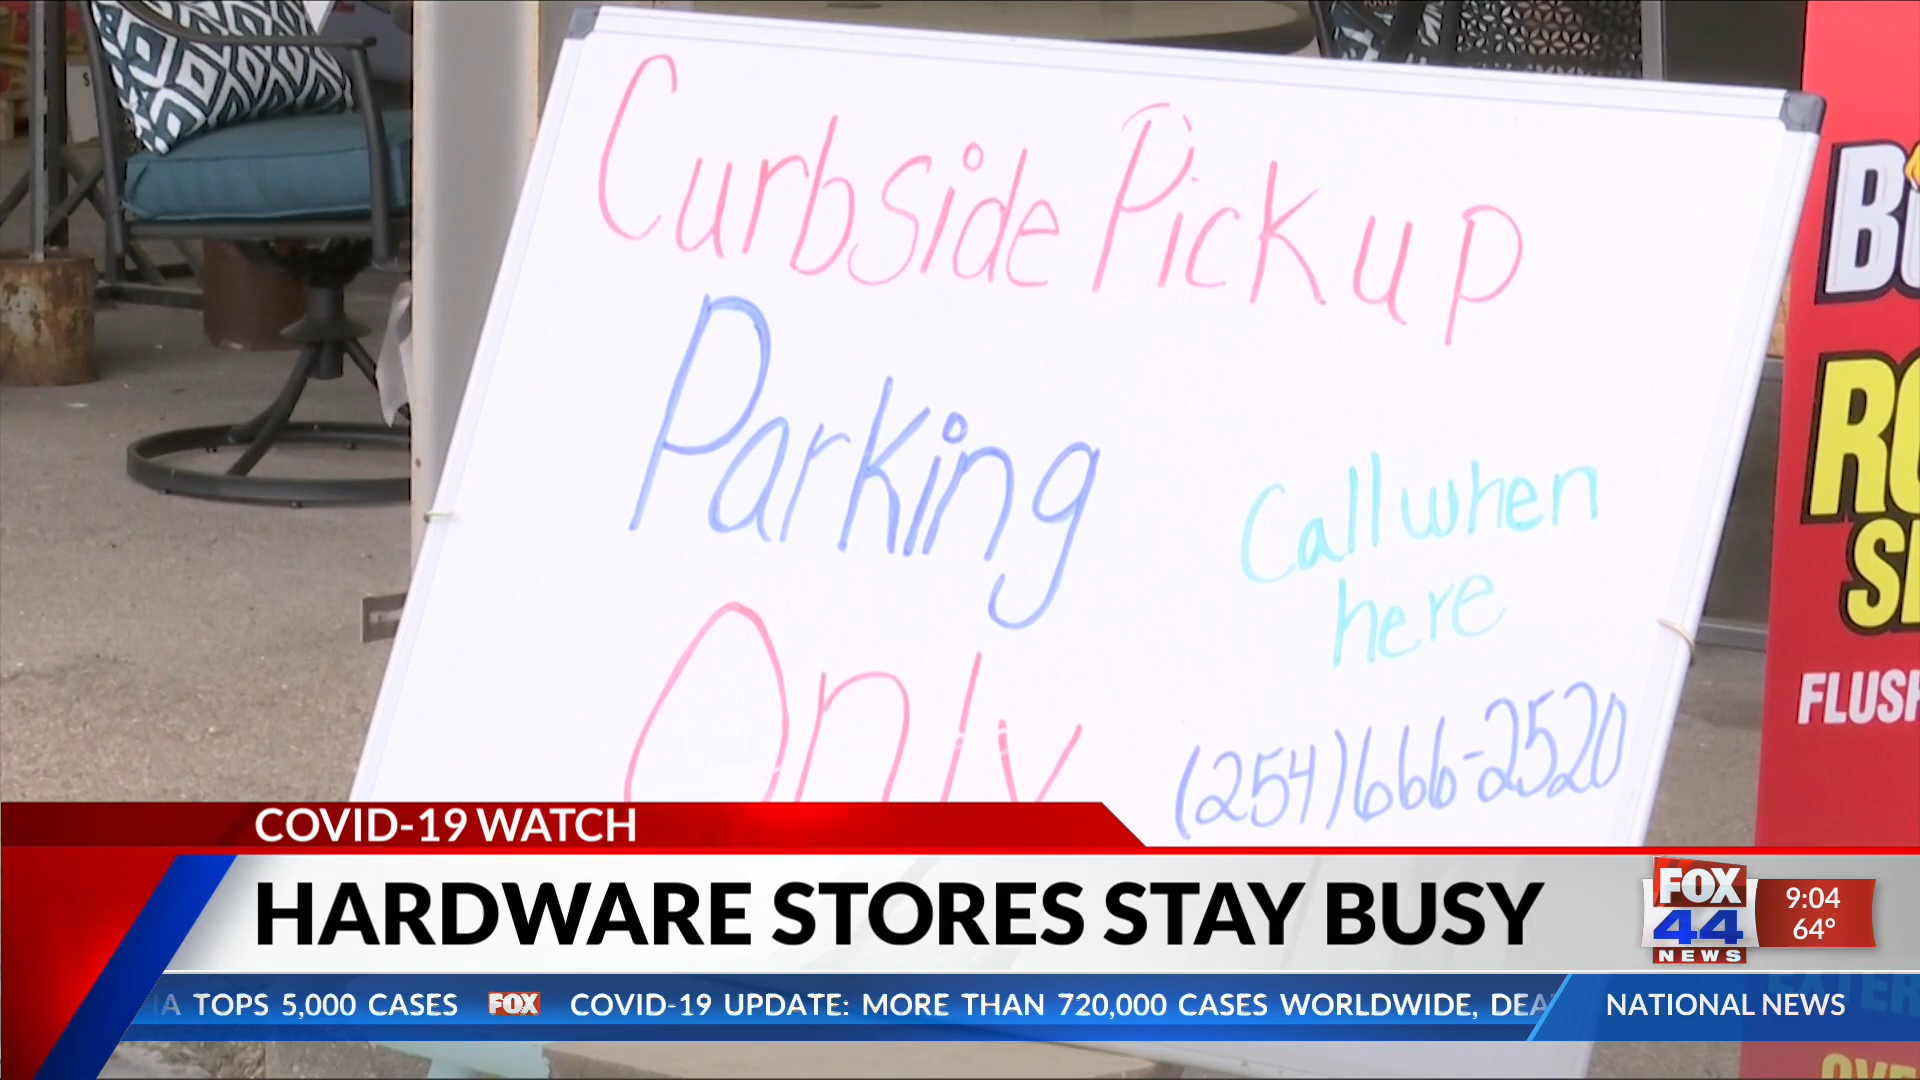 Curbside Pickup
Parking
Only
Call when
here
(254)666-2520
FLUSH
COVID-19 WATCH
HARDWARE STORES STAY BUSY
FOX
44
NEWS
9:04
64°
TOPS 5,000 CASES FOX COVID-19 UPDATE: MORE THAN 720,000 CASES WORLDWIDE,
NATIONAL NEWS